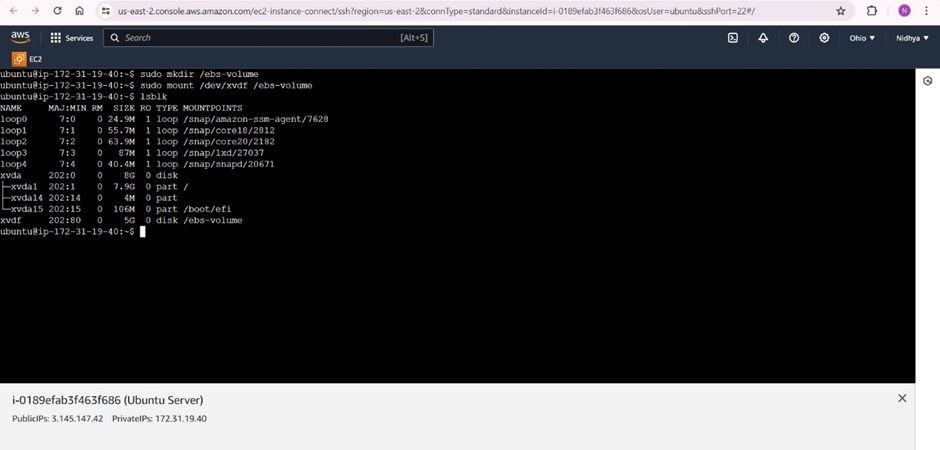 us-east-2.console.aws.amazon.com/ec2-instance-connect/ssh?region=us-east-2&connType=standard&instanceId=i-0189efab3f463f686&osUser=ubuntu&sshPort=22#/
N
aws
Services
Search
[Alt+S]
Ohio
Nidhya
EC2
ubuntu@ip-172-31-19-40:~$ sudo mkdir /ebs-volume
ubuntu@ip-172-31-19-40:~$ sudo mount /dev/xvdf /ebs-volume
ubuntu@ip-172-31-19-40:~$ lsblk
NAME MAJ:MIN RM SIZE RO TYPE MOUNTPOINTS
loop0 7:0 0 24.9M 1 loop /snap/amazon-ssm-agent/7628
loop1 7:1 0 55.7M 1 loop /snap/core18/2812
loop2 7:2 0 63.9M 1 loop /snap/core20/2182
loop3 7:3 0 87M 1 loop /snap/lxd/27037
loop4 7:4 0 40.4M 1 loop /snap/snapd/20671
xvda 202:0 0 8G 0 disk
├─xvda1 202:1 0 7.9G 0 part /
├─xvda14 202:14 0 4M 0 part
└─xvda15 202:15 0 106M 0 part /boot/efi
xvdf 202:80 0 5G 0 disk /ebs-volume
ubuntu@ip-172-31-19-40:~$
i-0189efab3f463f686 (Ubuntu Server)
PublicIPs: 3.145.147.42 PrivateIPs: 172.31.19.40